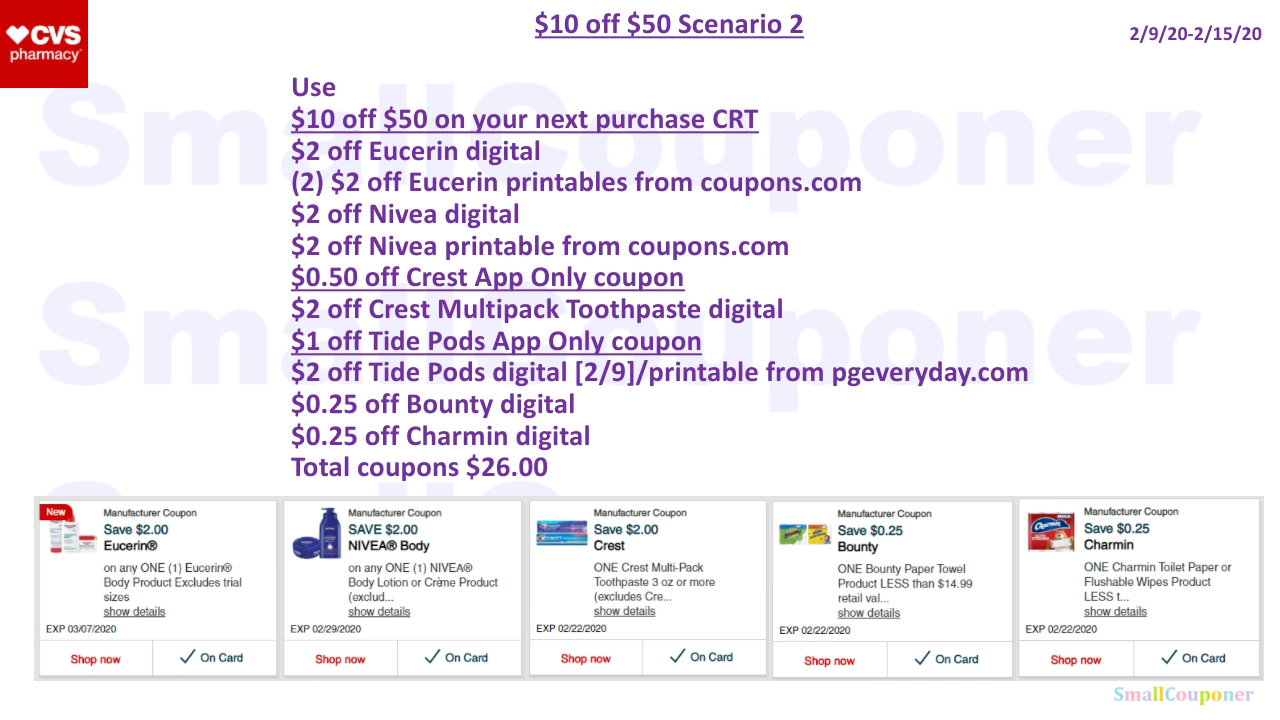 CVS
pharmacy
$10 off $50 Scenario 2
2/9/20-2/15/20
Use
$10 off $50 on your next purchase CRT
$2 off Eucerin digital
(2) $2 off Eucerin printables from coupons.com
$2 off Nivea digital
$2 off Nivea printable from coupons.com
$0.50 off Crest App Only coupon
$2 off Crest Multipack Toothpaste digital
$1 off Tide Pods App Only coupon
$2 off Tide Pods digital [2/9]/printable from pgeveryday.com
$0.25 off Bounty digital
$0.25 off Charmin digital
Total coupons $26.00
SmallCouponer
SmallCouponer
New
Manufacturer Coupon
Save $2.00
Eucerin®
on any ONE (1) Eucerin®
Body Product Excludes trial
sizes
show details
EXP 03/07/2020
Shop now
On Card
Manufacturer Coupon
SAVE $2.00
NIVEA® Body
on any ONE (1) NIVEA®
Body Lotion or Crème Product
(exclud...
show details
EXP 02/29/2020
Shop now
On Card
Manufacturer Coupon
Save $2.00
Crest
ONE Crest Multi-Pack
Toothpaste 3 oz or more
(excludes Cre...
show details
EXP 02/22/2020
Shop now
On Card
Manufacturer Coupon
Save $0.25
Bounty
ONE Bounty Paper Towel
Product LESS than $14.99
retail val...
show details
EXP 02/22/2020
Shop now
On Card
Charmin
Manufacturer Coupon
Save $0.25
Charmin
ONE Charmin Toilet Paper or
Flushable Wipes Product
LESS t...
show details
EXP 02/22/2020
Shop now
On Card
SmallCouponer